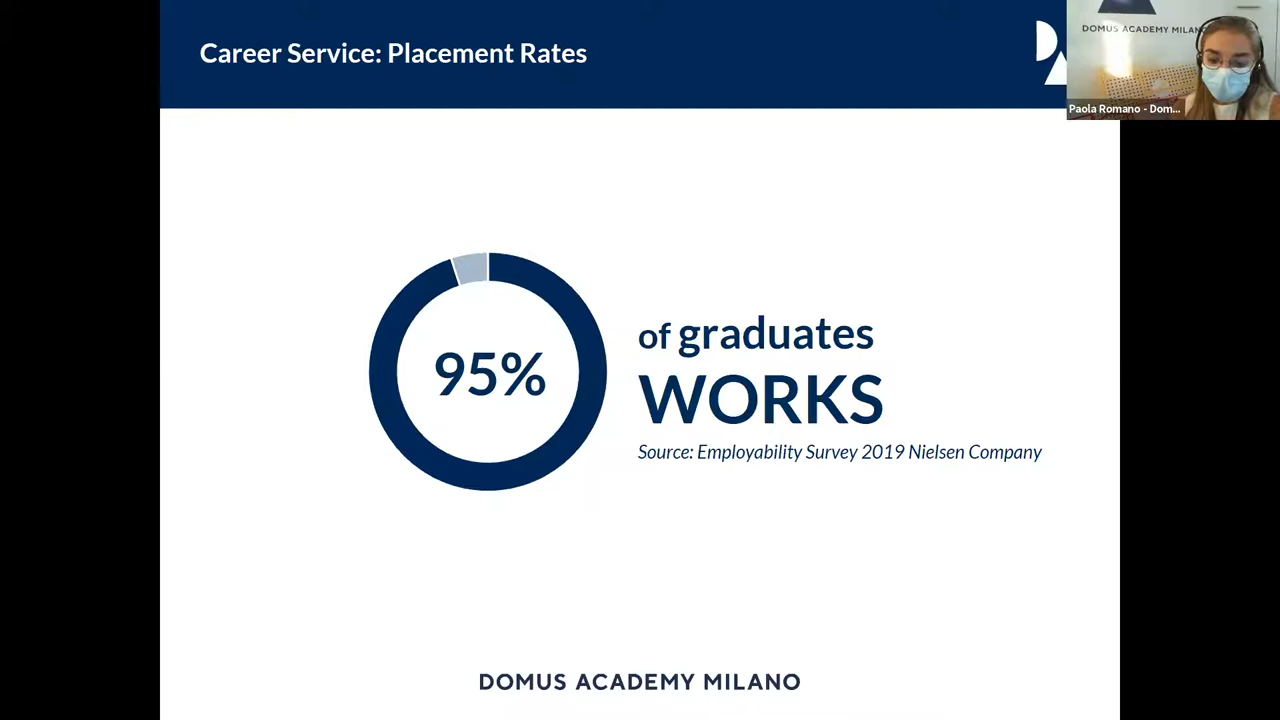 Career Service: Placement Rates
DOMUS ACADEMY MILAN
Paola Romano - Dom...
95%
of graduates
WORKS
Source: Employability Survey 2019 Nielsen Company
DOMUS ACADEMY MILANO